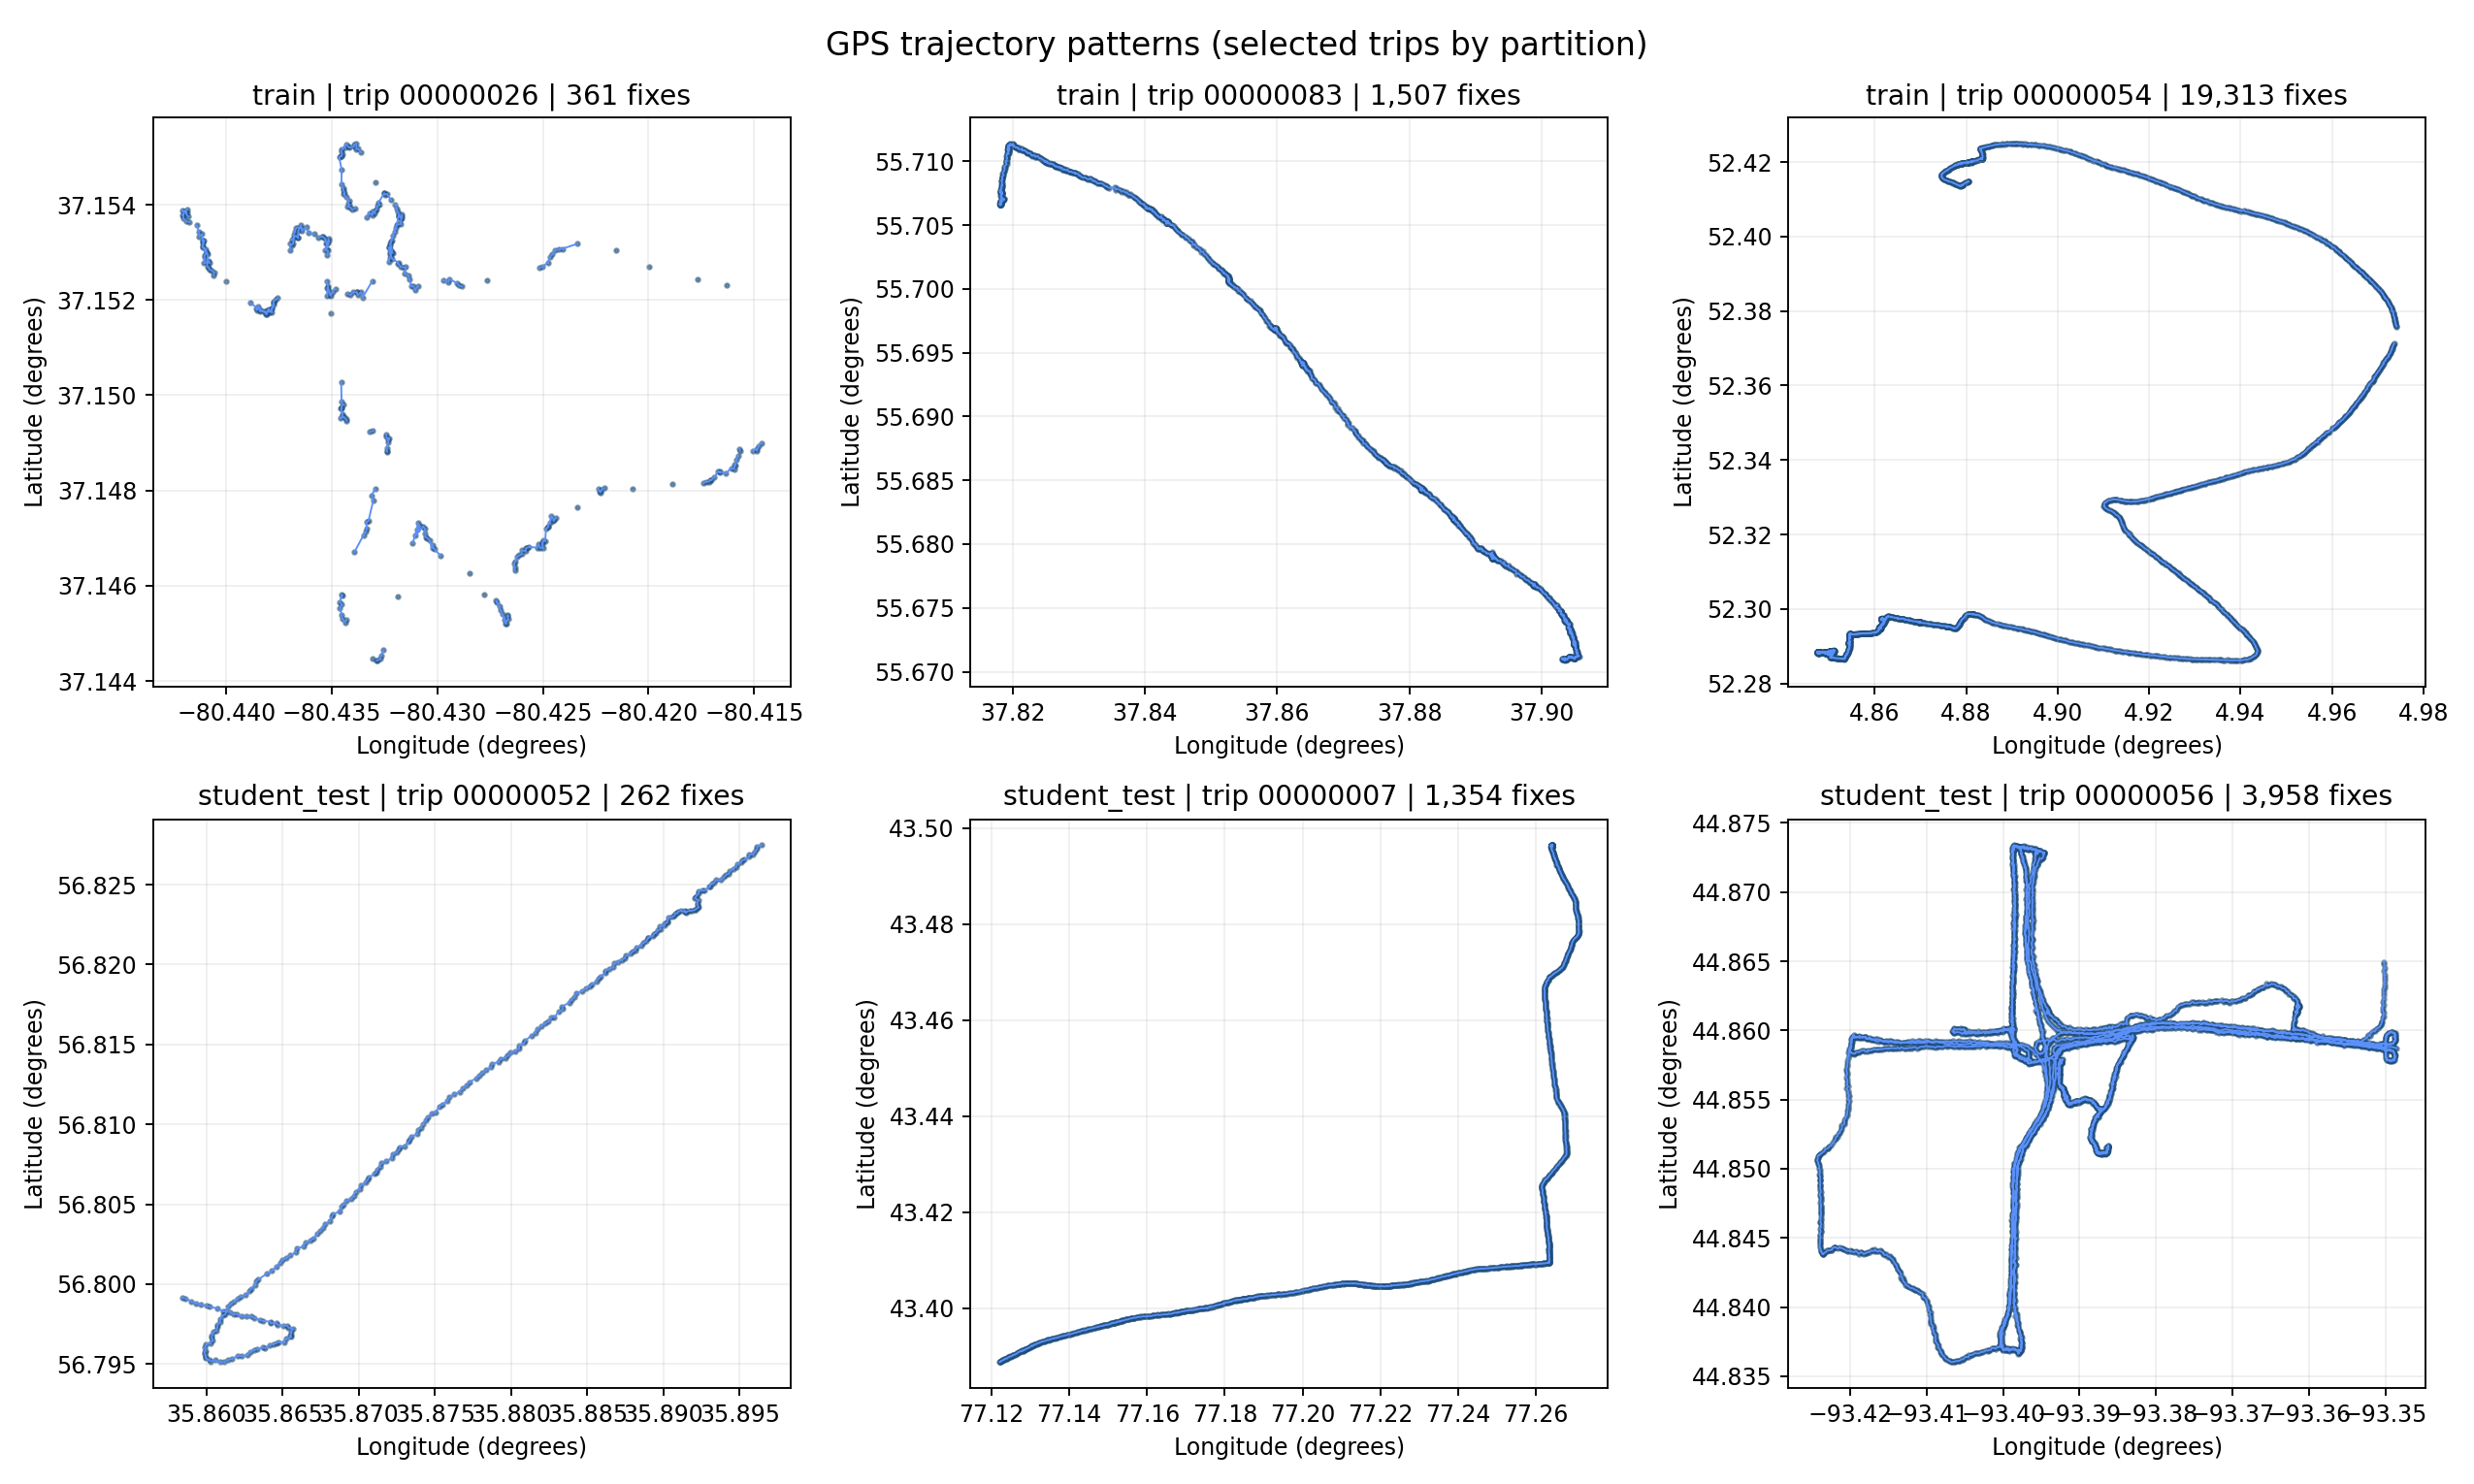 GPS trajectory patterns (selected trips by partition)
train | trip 00000026 | 361 fixes
37.154
37.152
37.150
37.148
37.146
37.144
Latitude (degrees)
−80.440 −80.435 −80.430 −80.425 −80.420 −80.415
Longitude (degrees)
train | trip 00000083 | 1,507 fixes
55.710
55.705
55.700
55.695
55.690
55.685
55.680
55.675
55.670
Latitude (degrees)
37.82 37.84 37.86 37.88 37.90
Longitude (degrees)
train | trip 00000054 | 19,313 fixes
52.42
52.40
52.38
52.36
52.34
52.32
52.30
52.28
Latitude (degrees)
4.86 4.88 4.90 4.92 4.94 4.96 4.98
Longitude (degrees)
student_test | trip 00000052 | 262 fixes
56.825
56.820
56.815
56.810
56.805
56.800
56.795
Latitude (degrees)
35.860 35.865 35.870 35.875 35.880 35.885 35.890 35.895
Longitude (degrees)
student_test | trip 00000007 | 1,354 fixes
43.50
43.48
43.46
43.44
43.42
43.40
Latitude (degrees)
77.12 77.14 77.16 77.18 77.20 77.22 77.24 77.26
Longitude (degrees)
student_test | trip 00000056 | 3,958 fixes
44.875
44.870
44.865
44.860
44.855
44.850
44.845
44.840
44.835
Latitude (degrees)
−93.42 −93.41 −93.40 −93.39 −93.38 −93.37 −93.36 −93.35
Longitude (degrees)